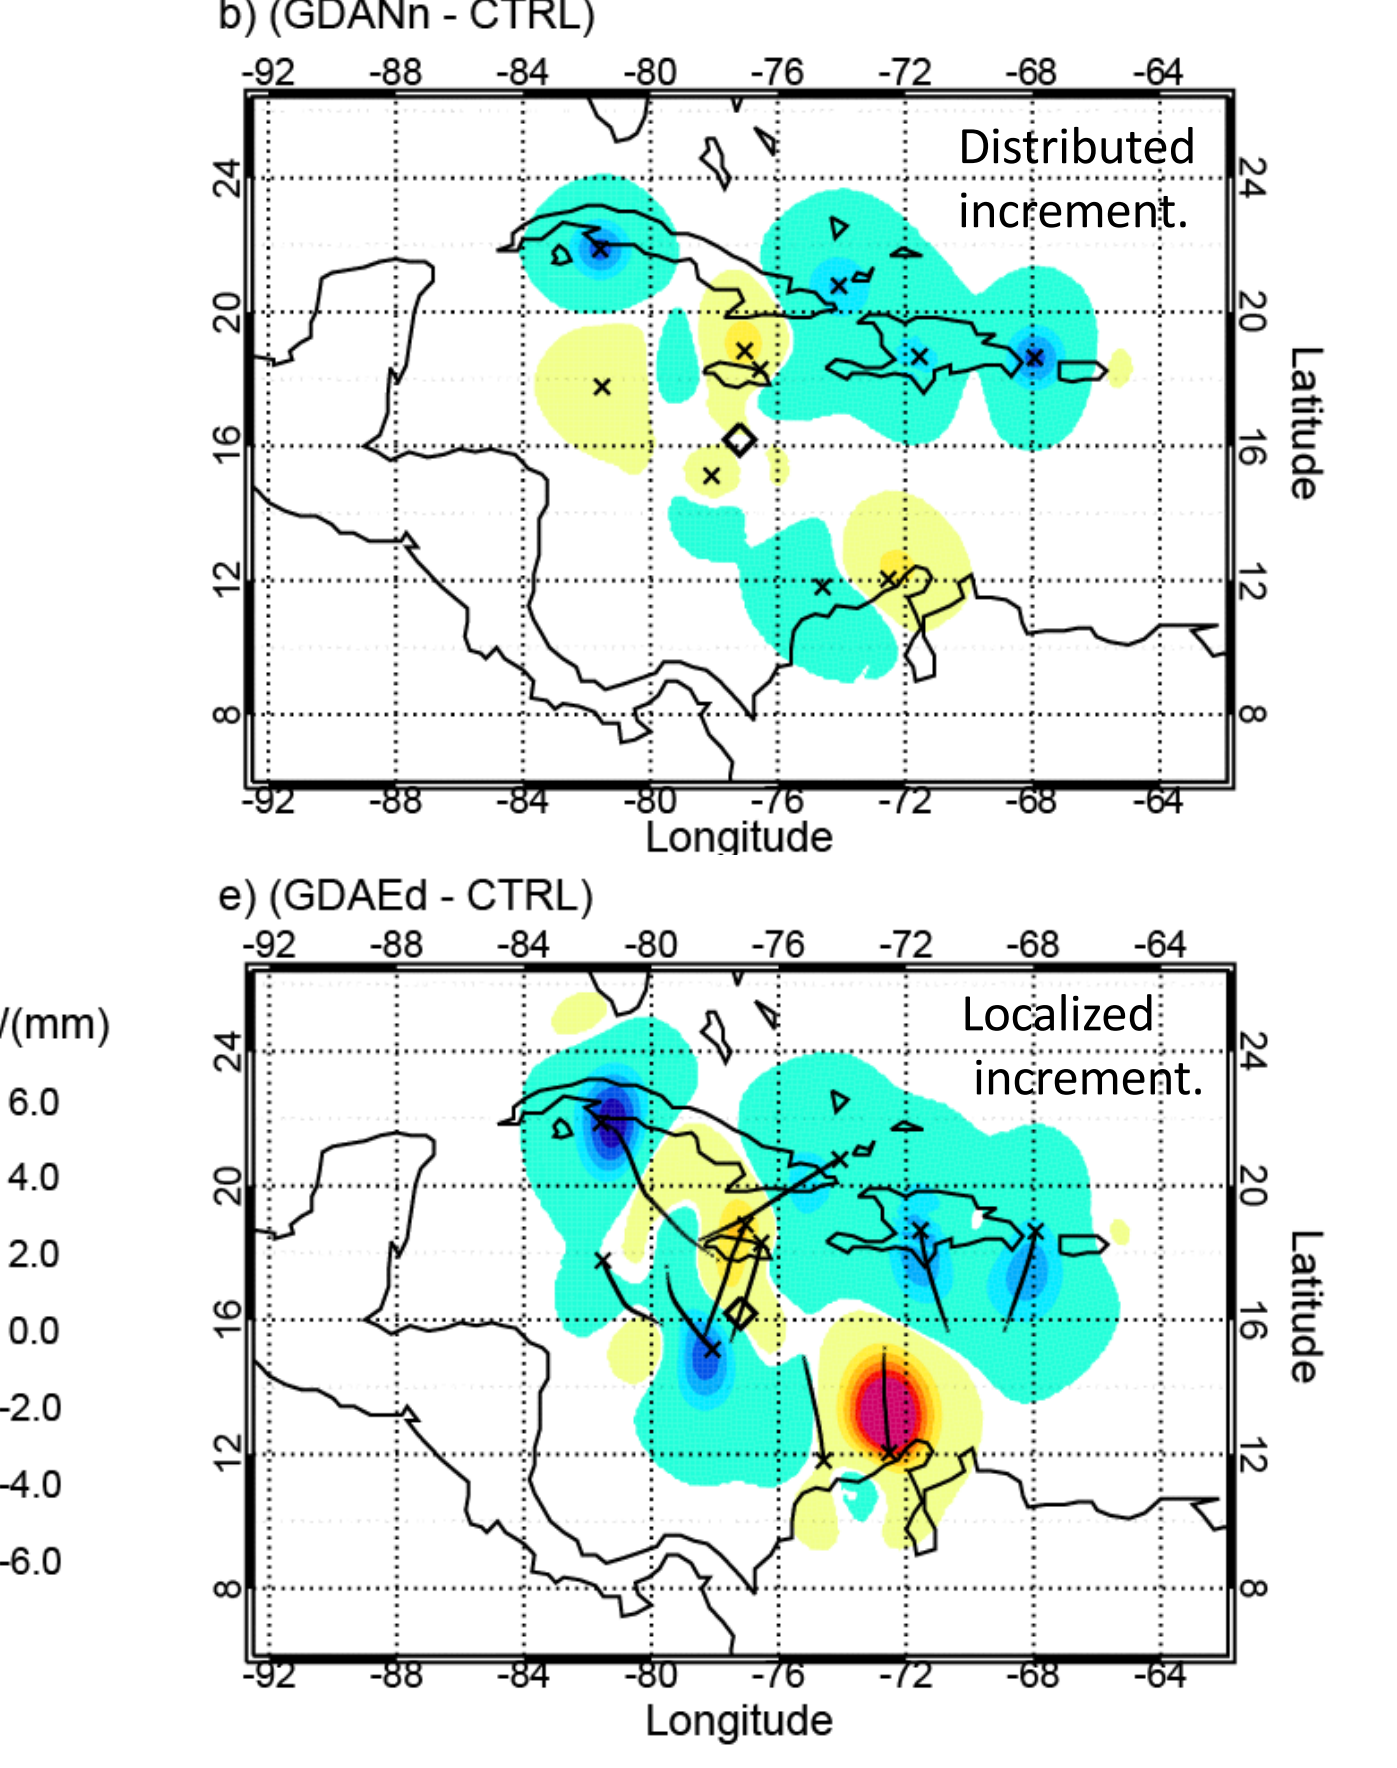 b) (GDANn - CTRL)
-92 -88 -84 -80 -76 -72 -68 -64
Distributed
increment.
24 24
20 20
16 16
12 12
8 8
Latitude
-92 -88 -84 -80 -76 -72 -68 -64
Longitude
e) (GDAEd - CTRL)
-92 -88 -84 -80 -76 -72 -68 -64
Localized
increment.
/(mm)
6.0
4.0
2.0
0.0
-2.0
-4.0
-6.0
24 24
20 20
16 16
12 12
8 8
Latitude
-92 -88 -84 -80 -76 -72 -68 -64
Longitude